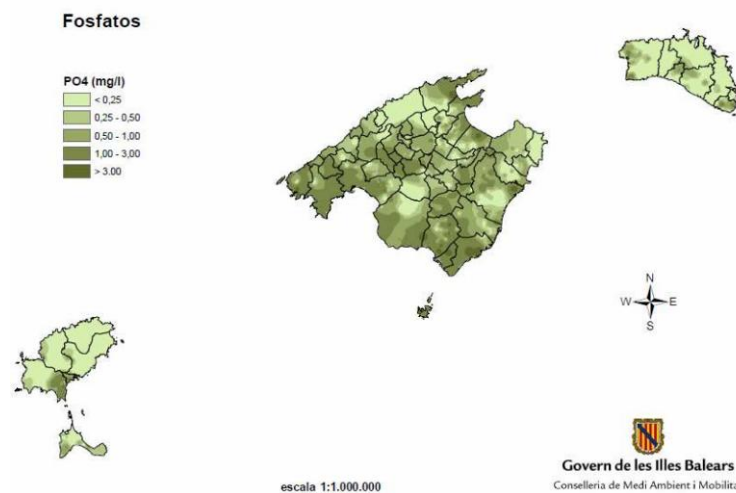 Fosfatos
PO4 (mg/l)
< 0,25
0,25 - 0,50
0,50 - 1,00
1,00 - 3,00
> 3.00
N
W E
S
escala 1:1.000.000
Govern de les Illes Balears
Conselleria de Medi Ambient i Mobilita